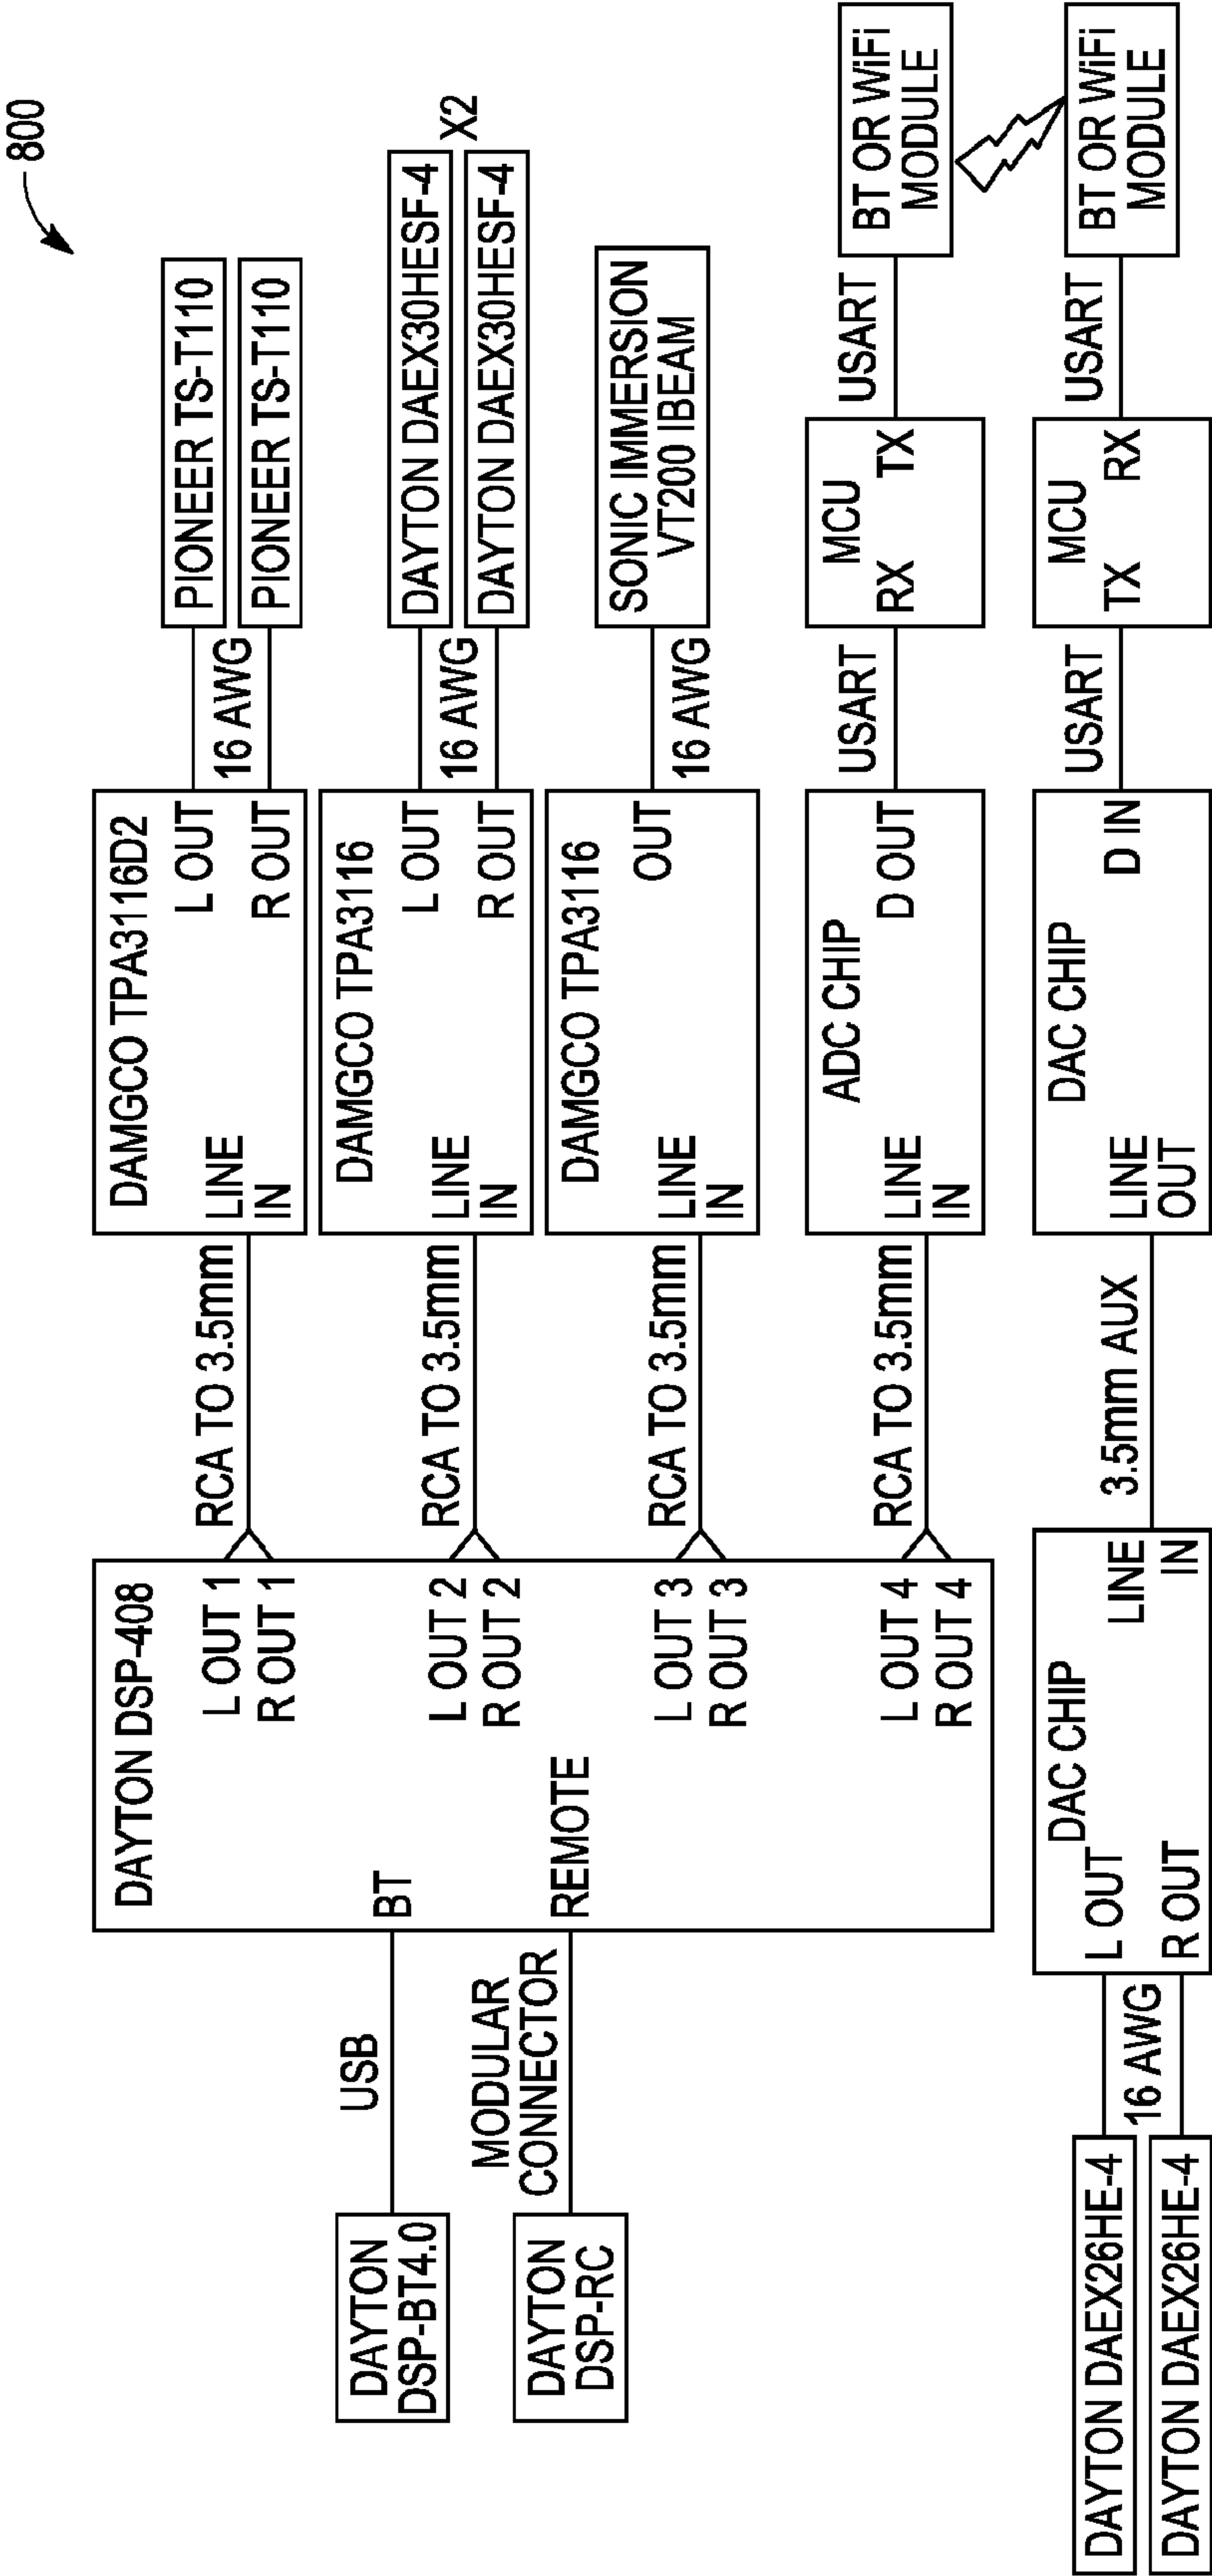 800
DAYTON
DSP-BT4.0
USB
DAYTON
DSP-RC
MODULAR
CONNECTOR
DAYTON DSP-408
BT
REMOTE
L OUT 1
R OUT 1
L OUT 2
R OUT 2
L OUT 3
R OUT 3
L OUT 4
R OUT 4
RCA TO 3.5mm
DAMGCO TPA3116D2
LINE
IN
L OUT
R OUT
16 AWG
PIONEER TS-T110
PIONEER TS-T110
RCA TO 3.5mm
DAMGCO TPA3116
LINE
IN
L OUT
R OUT
16 AWG
DAYTON DAEX30HESF-4
DAYTON DAEX30HESF-4
X2
RCA TO 3.5mm
DAMGCO TPA3116
LINE
IN
OUT
16 AWG
SONIC IMMERSION
VT200 IBEAM
RCA TO 3.5mm
ADC CHIP
LINE
IN
D OUT
USART
MCU
RX TX
USART
BT OR WiFi
MODULE
DAYTON DAEX26HE-4
DAYTON DAEX26HE-4
16 AWG
DAC CHIP
L OUT
R OUT
LINE
IN
3.5mm AUX
DAC CHIP
LINE
OUT
D IN
USART
MCU
TX RX
USART
BT OR WiFi
MODULE